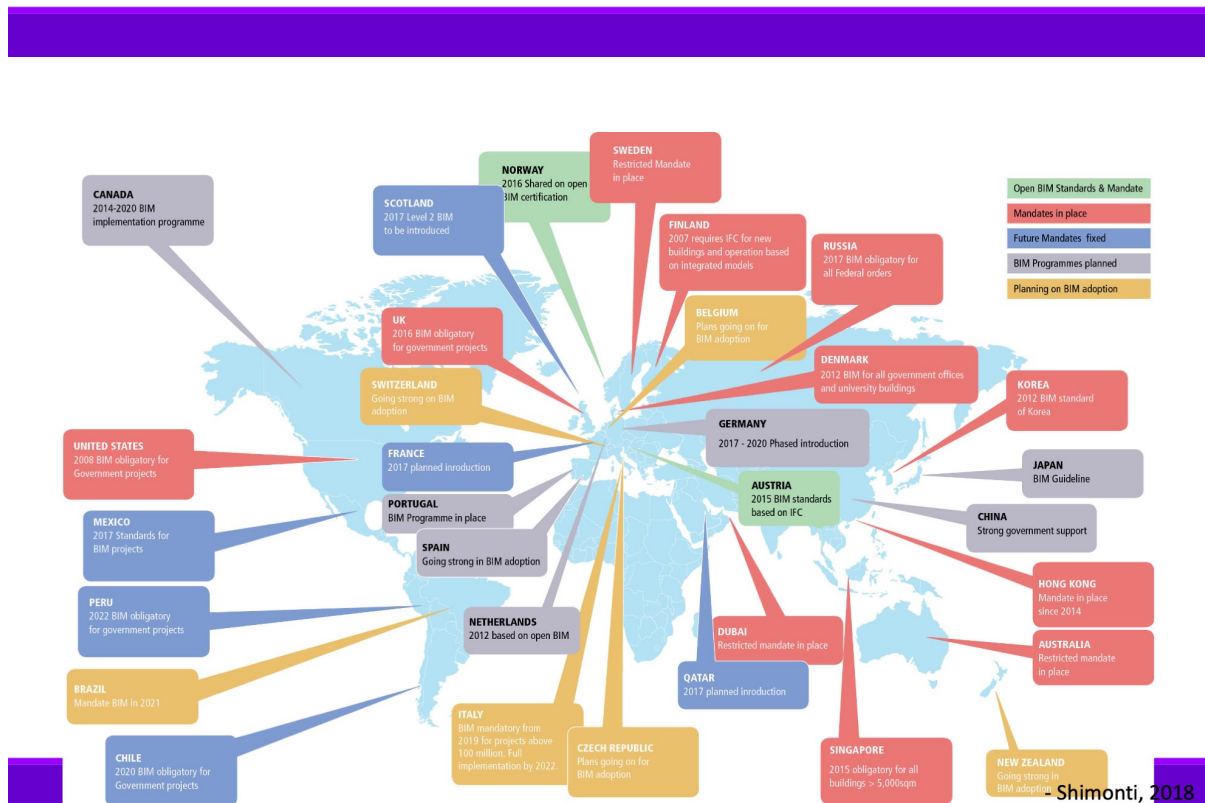 CANADA
2014-2020 BIM
implementation programme
SCOTLAND
2017 Level 2 BIM
to be introduced
NORWAY
2016 Shared on open
BIM certification
SWEDEN
Restricted Mandate
in place
FINLAND
2007 requires IFC for new
buildings and operation based
on integrated models
RUSSIA
2017 BIM obligatory for
all Federal orders
Open BIM Standards & Mandate
Mandates in place
Future Mandates fixed
BIM Programmes planned
Planning on BIM adoption
UK
2016 BIM obligatory
for government projects
BELGIUM
Plans going on for
BIM adoption
SWITZERLAND
Going strong on BIM
adoption
DENMARK
2012 BIM for all government offices
and university buildings
KOREA
2012 BIM standard
of Korea
UNITED STATES
2008 BIM obligatory for
Government projects
FRANCE
2017 planned inroduction
GERMANY
2017 - 2020 Phased introduction
JAPAN
BIM Guideline
PORTUGAL
BIM Programme in place
AUSTRIA
2015 BIM standards
based on IFC
CHINA
Strong government support
MEXICO
2017 Standards for
BIM projects
SPAIN
Going strong in BIM adoption
HONG KONG
Mandate in place
since 2014
PERU
2022 BIM obligatory
for government projects
NETHERLANDS
2012 based on open BIM
DUBAI
Restricted mandate in place
AUSTRALIA
Restricted mandate
in place
BRAZIL
Mandate BIM in 2021
QATAR
2017 planned inroduction
ITALY
BIM mandatory from
2019 for projects above
100 million. Full
implementation by 2022.
CZECH REPUBLIC
Plans going on for
BIM adoption
CHILE
2020 BIM obligatory for
Government projects
SINGAPORE
2015 obligatory for all
buildings > 5,000sqm
NEW ZEALAND
Going strong in
BIM adoption
- Shimonti, 2018